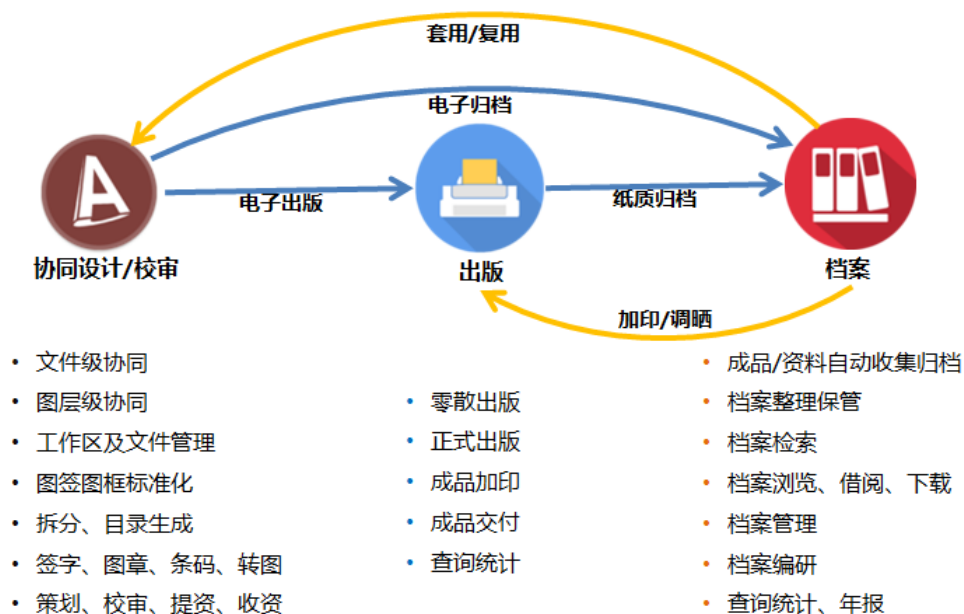 套用/复用
电子归档
电子出版
纸质归档
协同设计/校审
出版
档案
加印/调晒
• 文件级协同
• 图层级协同
• 工作区及文件管理
• 图签图框标准化
• 拆分、目录生成
• 签字、图章、条码、转图
• 策划、校审、提资、收资
• 零散出版
• 正式出版
• 成品加印
• 成品交付
• 查询统计
• 成品/资料自动收集归档
• 档案整理保管
• 档案检索
• 档案浏览、借阅、下载
• 档案管理
• 档案编研
• 查询统计、年报